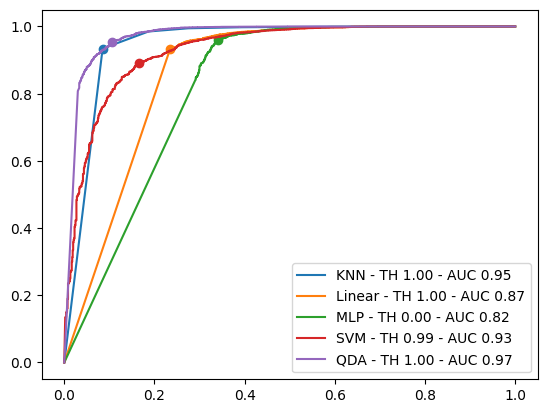 1.0
0.8
0.6
0.4
0.2
0.0
KNN - TH 1.00 - AUC 0.95
Linear - TH 1.00 - AUC 0.87
MLP - TH 0.00 - AUC 0.82
SVM - TH 0.99 - AUC 0.93
QDA - TH 1.00 - AUC 0.97
0.0 0.2 0.4 0.6 0.8 1.0